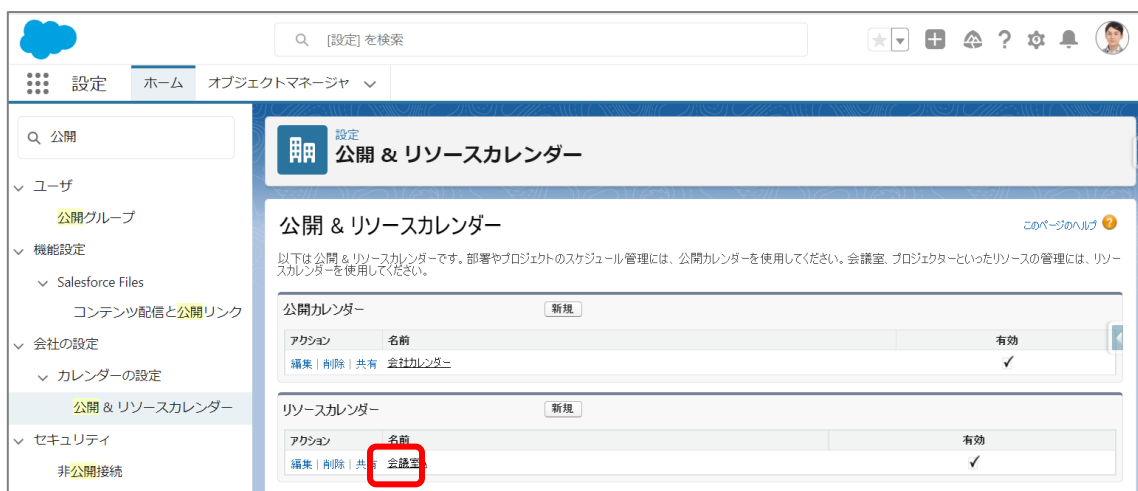 [設定] を検索
設定
ホーム
オブジェクトマネージャ
公開
ユーザ
公開グループ
機能設定
Salesforce Files
コンテンツ配信と公開リンク
会社の設定
カレンダーの設定
公開 & リソースカレンダー
セキュリティ
非公開接続
設定
公開 & リソースカレンダー
公開 & リソースカレンダー
このページのヘルプ
以下は公開 & リソースカレンダーです。部署やプロジェクトのスケジュール管理には、公開カレンダーを使用してください。会議室、プロジェクターといったリソースの管理には、リソー
スカレンダーを使用してください。
公開カレンダー 新規
アクション 名前 有効
編集 | 削除 | 共有 会社カレンダー
リソースカレンダー 新規
アクション 名前 有効
編集 | 削除 | 共有 会議室